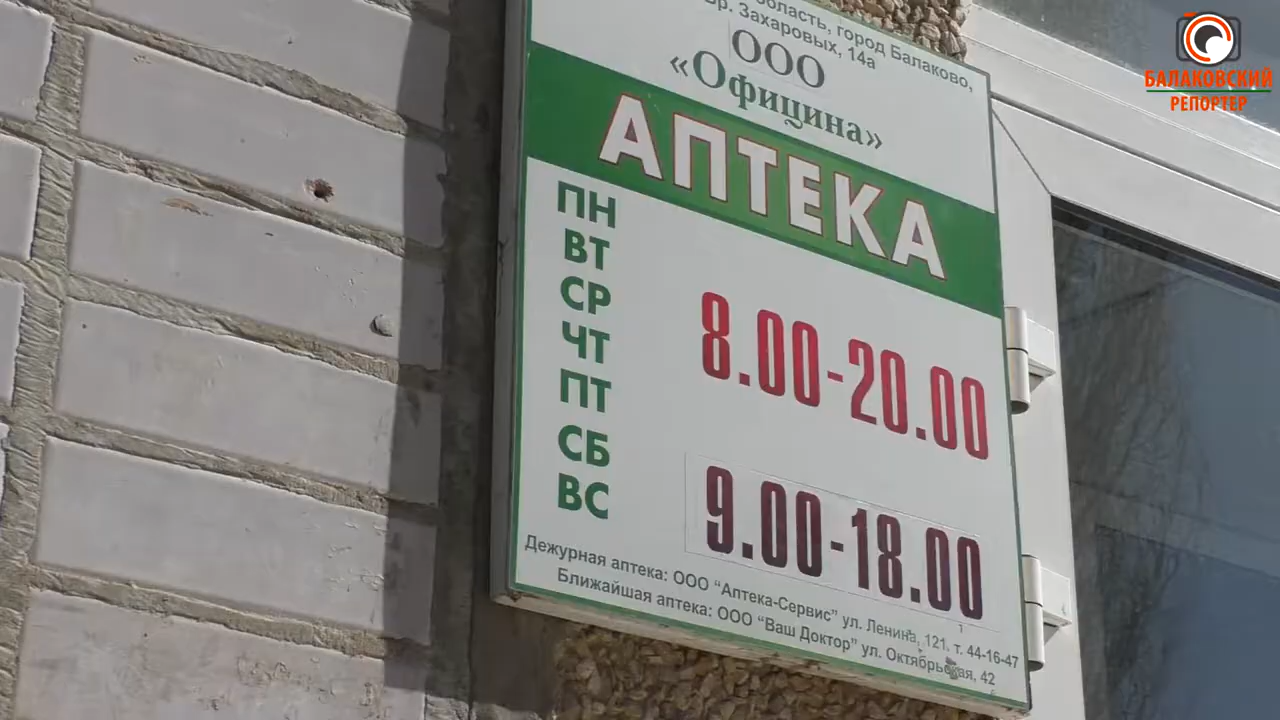 область, город Балаково,
бр. Захаровых, 14а
ООО
«Официна»
АПТЕКА
ПН
ВТ
СР
ЧТ
ПТ
СБ
ВС
8.00-20.00
9.00-18.00
Дежурная аптека: ООО “Аптека-Сервис” ул. Ленина, 121. т. 44-16-47
Ближайшая аптека: ООО “Ваш Доктор” ул. Октябрьская, 42
БАЛАКОВСКИЙ
РЕПОРТЕР